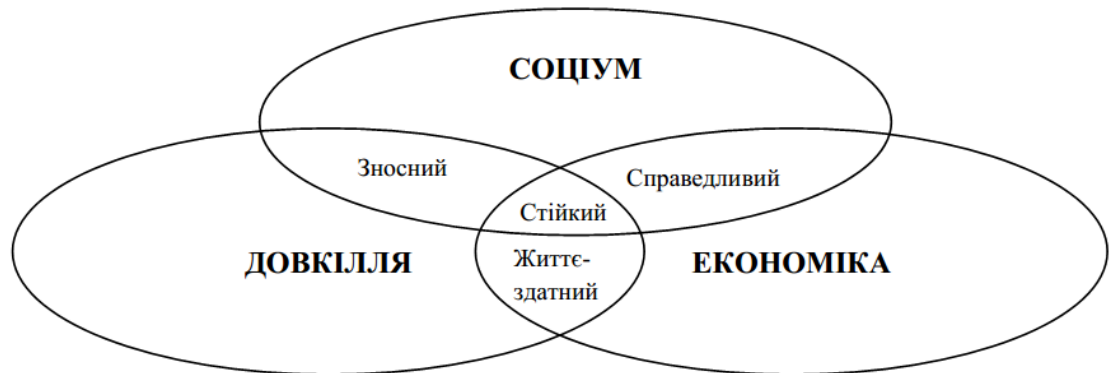 СОЦІУМ
Зносний
Справедливий
Стійкий
ДОВКІЛЛЯ
Життє-
здатний
ЕКОНОМІКА